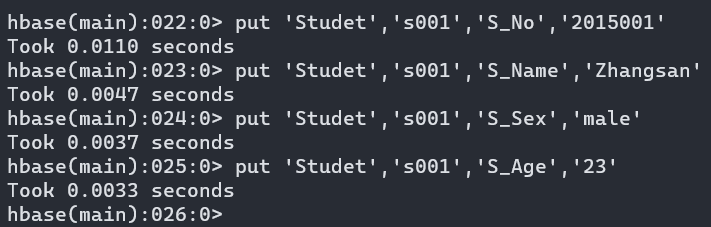 hbase(main):022:0> put 'Studet','s001','S_No','2015001'
Took 0.0110 seconds
hbase(main):023:0> put 'Studet','s001','S_Name','Zhangsan'
Took 0.0047 seconds
hbase(main):024:0> put 'Studet','s001','S_Sex','male'
Took 0.0037 seconds
hbase(main):025:0> put 'Studet','s001','S_Age','23'
Took 0.0033 seconds
hbase(main):026:0>